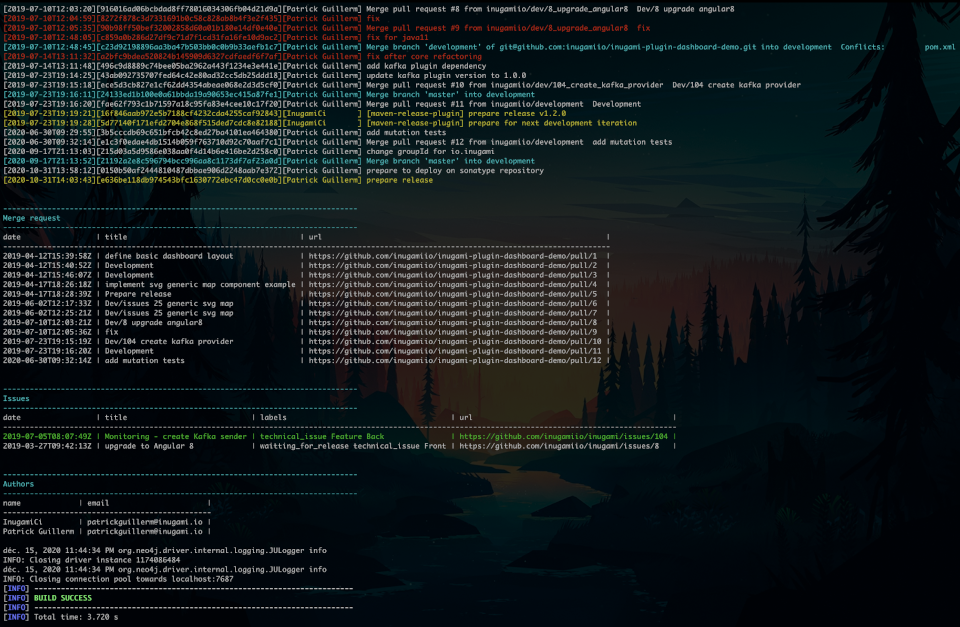 [2019-07-10T12:03:20][916016ad06bcbdad8ff78016034306fb04d21d9a][Patrick Guillerm] Merge pull request #8 from inugamiio/dev/8_upgrade_angular8  Dev/8 upgrade angular8
[2019-07-10T12:04:59][8272f878c3d7331691b0c58c828ab8b4f3e2f435][Patrick Guillerm] fix
[2019-07-10T12:05:35][90b98ff50bef32002858d60a01b180e14df0e40e][Patrick Guillerm] Merge pull request #9 from inugamiio/dev/8_upgrade_angular8  fix
[2019-07-10T12:48:05][c859a0b286d27df9c71d7f1cd931fa16fe10d9ac2][Patrick Guillerm] fix for java11
[2019-07-10T12:48:45][c23d92198896aa3ba47b503bb0c0b9b33aefb1c7][Patrick Guillerm] Merge branch 'development' of git@github.com:inugamiio/inugami-plugin-dashboard-demo.git into development  Conflicts:  pom.xml
[2019-07-14T13:11:32][a2bfc9bdea520824b145909d6327cdfaedf6f7af][Patrick Guillerm] fix after core refactoring
[2019-07-14T13:11:48][496c9d8889c74bee05ba2962a443f1234e3e441e][Patrick Guillerm] add kafka plugin dependency
[2019-07-23T19:14:25][43ab092735707fed64c42e80ad32cc5db25ddd18][Patrick Guillerm] update kafka plugin version to 1.0.0
[2019-07-23T19:15:18][ece5d3cb827e1cf62dd4354abeae068e2d3d5cf0][Patrick Guillerm] Merge pull request #10 from inugamiio/dev/104_create_kafka_provider  Dev/104 create kafka provider
[2019-07-23T19:16:11][24133ed1b100e0a61bbda19a90653ec415a87fe1][Patrick Guillerm] Merge branch 'master' into development
[2019-07-23T19:16:20][fae62f793c1b71597a18c95fa83e4cee10c17f20][Patrick Guillerm] Merge pull request #11 from inugamiio/development  Development
[2019-07-23T19:19:21][16f846aab972e5b7188cf4232cda4255caf92843][InugamiCi       ] [maven-release-plugin] prepare release v1.2.0
[2019-07-23T19:19:28][5d77140f171efd2704e868f515ded7cdc8e82188][InugamiCi       ] [maven-release-plugin] prepare for next development iteration
[2020-06-30T09:29:55][3b5cccdb69c651bfcb42c8ed27ba4101ea464380][Patrick Guillerm] add mutation tests
[2020-06-30T09:32:14][e1c3f0edae4db1514b059f763710d92c70aaf7c1][Patrick Guillerm] Merge pull request #12 from inugamiio/development  add mutation tests
[2020-09-17T21:13:03][215d03a5d9586e038aa0f4d14b6e416be2d258c0][Patrick Guillerm] change groupId for io.inugami
[2020-09-17T13:52:52][21192a2e8c596794bcc996aa8c1173df7af23a0d][Patrick Guillerm] Merge branch 'master' into development
[2020-10-31T13:58:12][0150b50af2444810487dbbae906d2248aab7e372][Patrick Guillerm] prepare to deploy on sonatype repository
[2020-10-31T14:03:43][e636be118db974543bfc1630772ebc47d0cc0e0b][Patrick Guillerm] prepare release
-------------------------------------------------------------------------------
Merge request
-------------------------------------------------------------------------------
date | title | url |
-------------------------------------------------------------------------------
2019-04-12T15:39:58Z | define basic dashboard layout | https://github.com/inugamiio/inugami-plugin-dashboard-demo/pull/1 |
2019-04-12T15:40:52Z | Development | https://github.com/inugamiio/inugami-plugin-dashboard-demo/pull/2 |
2019-04-12T15:46:07Z | Development | https://github.com/inugamiio/inugami-plugin-dashboard-demo/pull/3 |
2019-04-17T18:26:18Z | implement svg generic map component example | https://github.com/inugamiio/inugami-plugin-dashboard-demo/pull/4 |
2019-04-17T18:28:39Z | Prepare release | https://github.com/inugamiio/inugami-plugin-dashboard-demo/pull/5 |
2019-06-02T12:17:33Z | Dev/issues 25 generic svg map | https://github.com/inugamiio/inugami-plugin-dashboard-demo/pull/6 |
2019-06-02T12:25:21Z | Dev/issues 25 generic svg map | https://github.com/inugamiio/inugami-plugin-dashboard-demo/pull/7 |
2019-07-10T12:03:21Z | Dev/8 upgrade angular8 | https://github.com/inugamiio/inugami-plugin-dashboard-demo/pull/8 |
2019-07-10T12:05:36Z | fix | https://github.com/inugamiio/inugami-plugin-dashboard-demo/pull/9 |
2019-07-23T19:15:19Z | Dev/104 create kafka provider | https://github.com/inugamiio/inugami-plugin-dashboard-demo/pull/10 |
2019-07-23T19:16:20Z | Development | https://github.com/inugamiio/inugami-plugin-dashboard-demo/pull/11 |
2020-06-30T09:32:14Z | add mutation tests | https://github.com/inugamiio/inugami-plugin-dashboard-demo/pull/12 |
-------------------------------------------------------------------------------
Issues
-------------------------------------------------------------------------------
date | title | labels | url |
-------------------------------------------------------------------------------
2019-07-05T08:07:49Z | Monitoring - create Kafka sender | technical_issue Feature Back | https://github.com/inugamiio/inugami/issues/104 |
2019-03-27T09:42:13Z | upgrade to Angular 8 | waitting_for_release technical_issue Front | https://github.com/inugamiio/inugami/issues/8 |
-------------------------------------------------------------------------------
Authors
-------------------------------------------------------------------------------
name | email |
----------------------------------------------
InugamiCi | patrickguillerm@inugami.io |
Patrick Guillerm | patrickguillerm@inugami.io |
déc. 15, 2020 11:44:34 PM org.neo4j.driver.internal.logging.JULogger info
INFO: Closing driver instance 1174086484
déc. 15, 2020 11:44:34 PM org.neo4j.driver.internal.logging.JULogger info
INFO: Closing connection pool towards localhost:7687
[INFO] ------------------------------------------------------------------------
[INFO] BUILD SUCCESS
[INFO] ------------------------------------------------------------------------
[INFO] Total time: 3.720 s